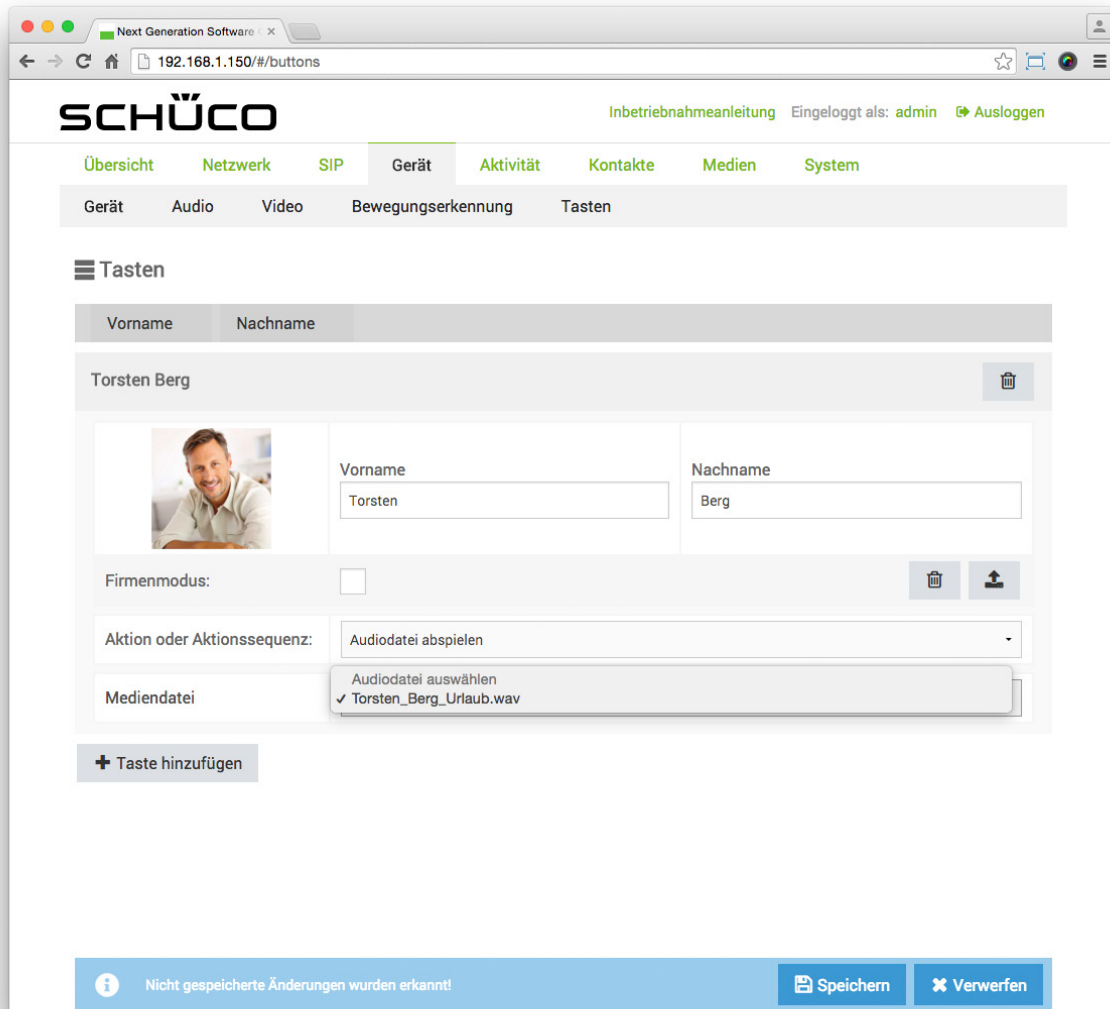 Next Generation Software
192.168.1.150/#/buttons
SCHÜCO
Inbetriebnahmeanleitung Eingeloggt als: admin Ausloggen
Übersicht Netzwerk SIP Gerät Aktivität Kontakte Medien System
Gerät Audio Video Bewegungserkennung Tasten
Tasten
Vorname Nachname
Torsten Berg
Vorname Nachname
Torsten Berg
Firmenmodus:
Aktion oder Aktionssequenz: Audiodatei abspielen
Audiodatei auswählen
Mediendatei ✓ Torsten_Berg_Urlaub.wav
+ Taste hinzufügen
Nicht gespeicherte Änderungen wurden erkannt! Speichern Verwerfen